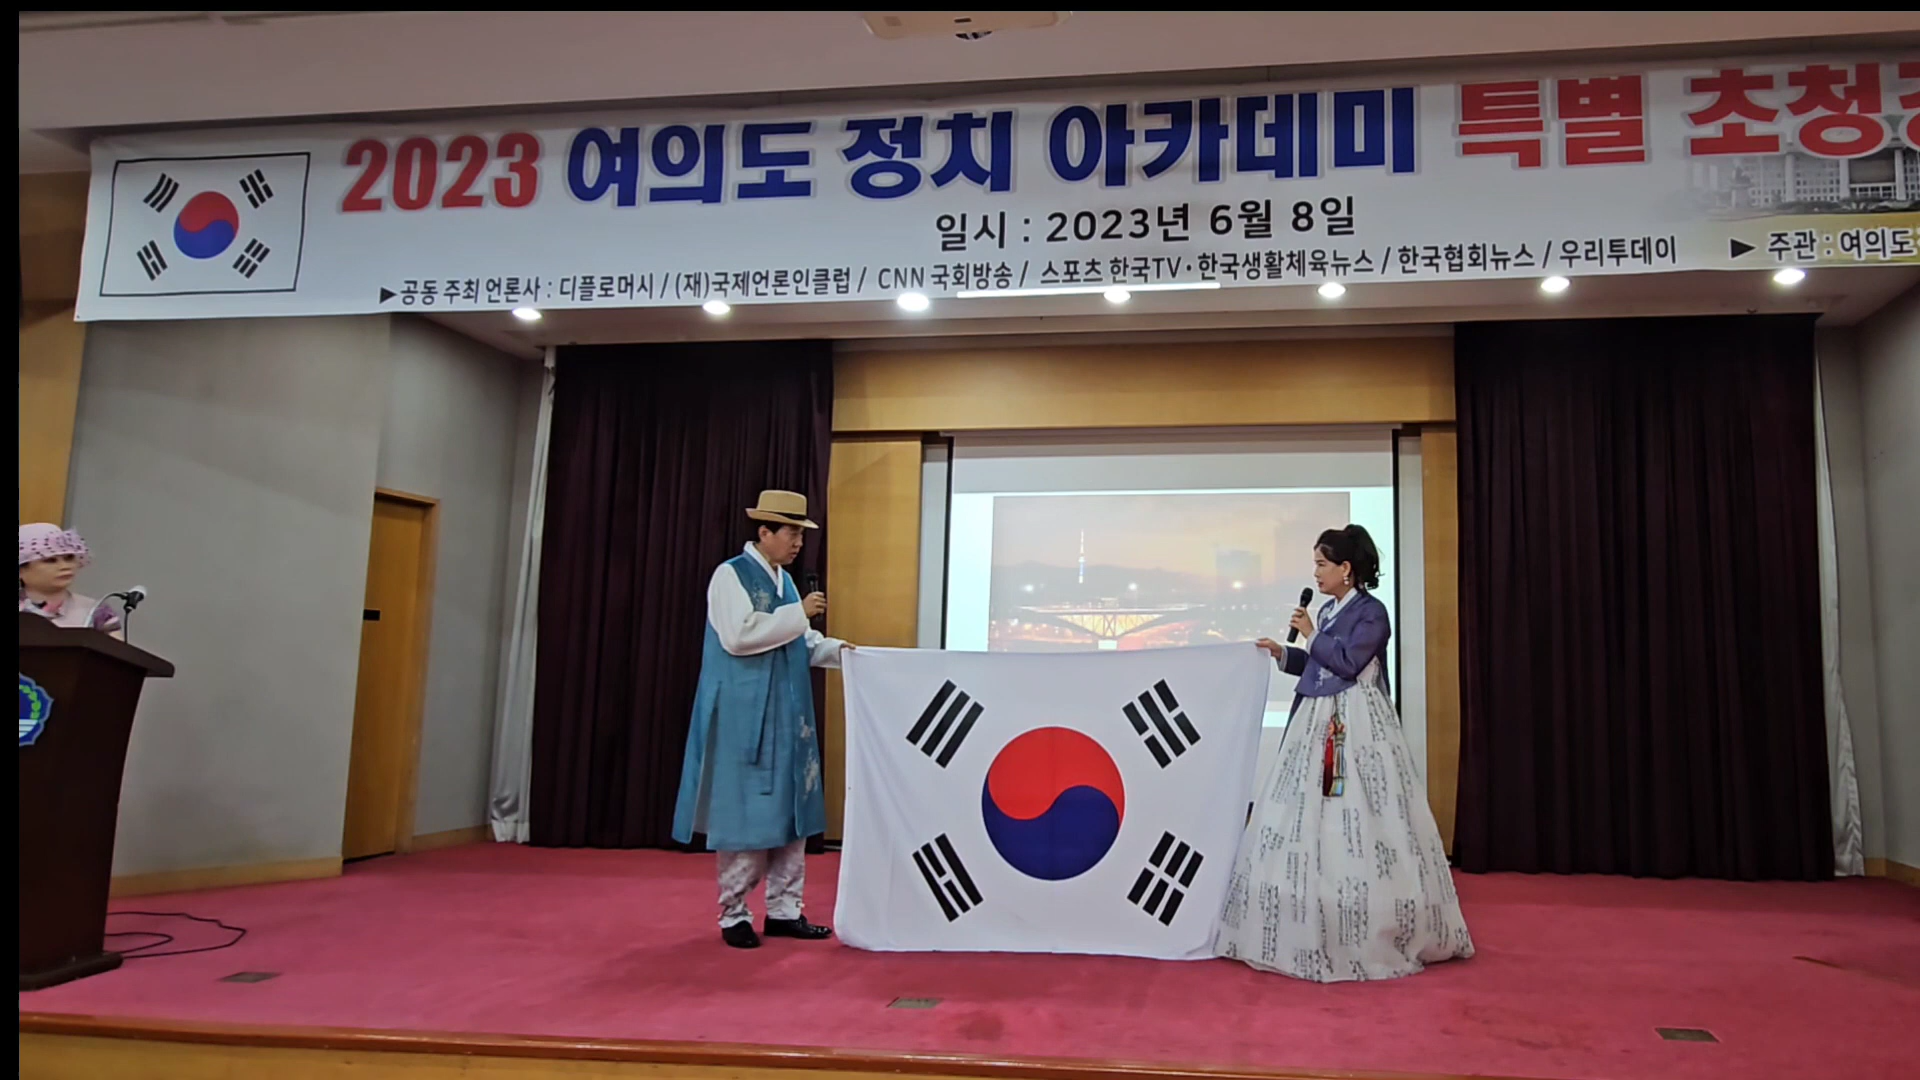 2023 여의도 정치 아카데미 특별 초청
일시 : 2023년 6월 8일
▶공동 주최 언론사 : 디플로머시 / (재)국제언론인클럽 / CNN 국회방송 / 스포츠 한국TV·한국생활체육뉴스 / 한국협회뉴스 / 우리투데이 ▶ 주관 : 여의도